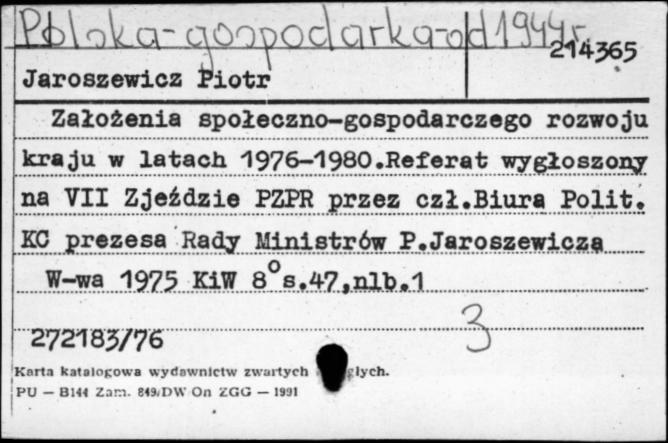 Polska-gospodarka-od 1944r.
214365
Jaroszewicz Piotr
Założenia społeczno-gospodarczego rozwoju
kraju w latach 1976-1980.Referat wygłoszony
na VII Zjeździe PZPR przez czł.Biura Polit.
KC prezesa Rady Ministrów P.Jaroszewicza
W-wa 1975 KiW 8° s.47,nlb.1
3
272183/76
Karta katalogowa wydawnictw zwartych
PU — B144 Zam. 849/DW On ZGG — 1991